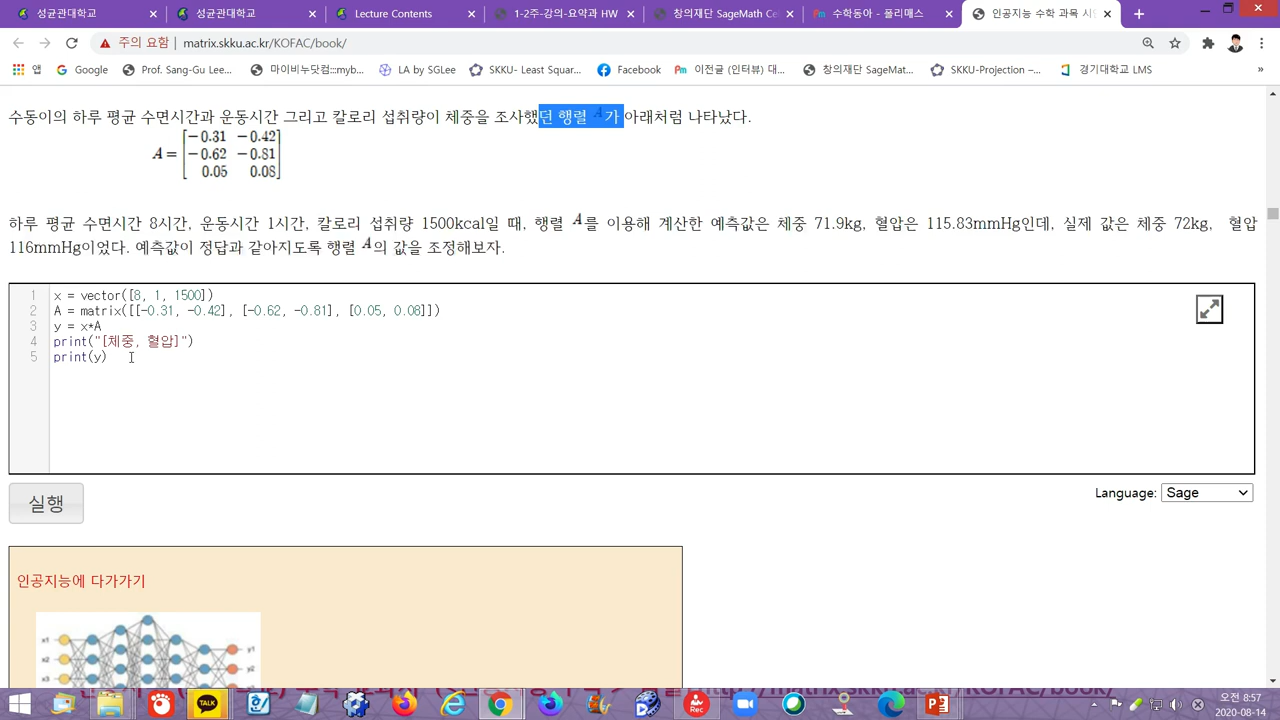 성균관대학교
성균관대학교
Lecture Contents
1-2주-강의-요약과 HW
창의재단 SageMath Ce
수학동아 - 폴리매스
인공지능 수학 과목 시
주의 요함 matrix.skku.ac.kr/KOFAC/book/
앱 Google Prof. Sang-Gu Lee... 마이비누닷컴:::myb... LA by SGLee SKKU- Least Squar... Facebook 이전글 (인터뷰) 대... 창의재단 SageMat... SKKU-Projection –... 경기대학교 LMS
수동이의 하루 평균 수면시간과 운동시간 그리고 칼로리 섭취량이 체중을 조사했던 행렬 A가 아래처럼 나타났다.
A = [ −0.31 −0.42
−0.62 −0.81
0.05 0.08 ]
하루 평균 수면시간 8시간, 운동시간 1시간, 칼로리 섭취량 1500kcal일 때, 행렬 A를 이용해 계산한 예측값은 체중 71.9kg, 혈압은 115.83mmHg인데, 실제 값은 체중 72kg, 혈압
116mmHg이었다. 예측값이 정답과 같아지도록 행렬 A의 값을 조정해보자.
1 x = vector([8, 1, 1500])
2 A = matrix([[-0.31, -0.42], [-0.62, -0.81], [0.05, 0.08]])
3 y = x*A
4 print("[체중, 혈압]")
5 print(y)
실행
Language: Sage
인공지능에 다가가기
x1 y1
x2 y2
x3
TALK
Rec
오전 8:57
2020-08-14